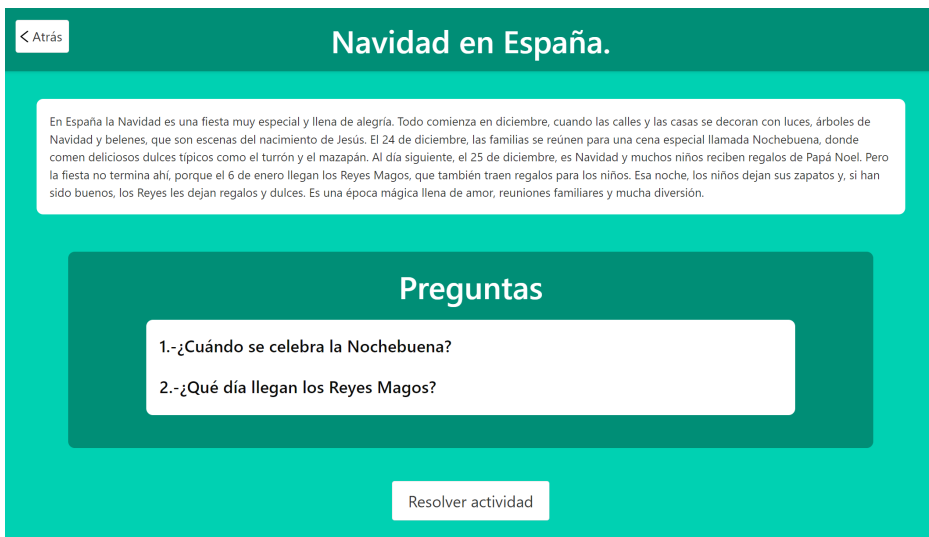 Atrás
Navidad en España.
En España la Navidad es una fiesta muy especial y llena de alegría. Todo comienza en diciembre, cuando las calles y las casas se decoran con luces, árboles de
Navidad y belenes, que son escenas del nacimiento de Jesús. El 24 de diciembre, las familias se reúnen para una cena especial llamada Nochebuena, donde
comen deliciosos dulces típicos como el turrón y el mazapán. Al día siguiente, el 25 de diciembre, es Navidad y muchos niños reciben regalos de Papá Noel. Pero
la fiesta no termina ahí, porque el 6 de enero llegan los Reyes Magos, que también traen regalos para los niños. Esa noche, los niños dejan sus zapatos y, si han
sido buenos, los Reyes les dejan regalos y dulces. Es una época mágica llena de amor, reuniones familiares y mucha diversión.
Preguntas
1.-¿Cuándo se celebra la Nochebuena?
2.-¿Qué día llegan los Reyes Magos?
Resolver actividad